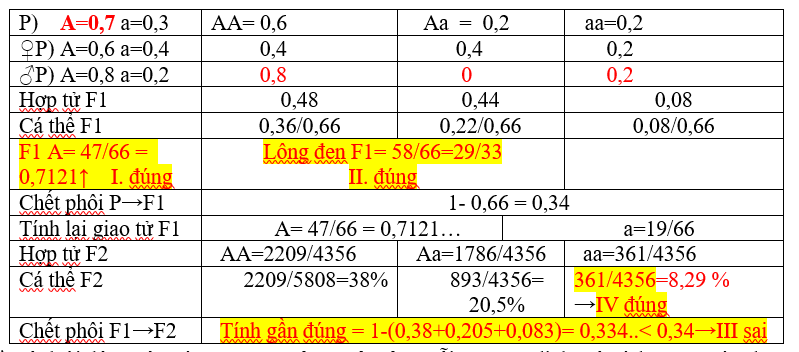 P) A=0,7 a=0,3 AA= 0,6 Aa = 0,2 aa=0,2
♀P) A=0,6 a=0,4 0,4 0,4 0,2
♂P) A=0,8 a=0,2 0,8 0 0,2
Hợp tử F1 0,48 0,44 0,08
Cá thể F1 0,36/0,66 0,22/0,66 0,08/0,66
F1 A= 47/66 = Lông đen F1= 58/66=29/33
0,7121↑ I. đúng II. đúng
Chết phôi P→F1 1- 0,66 = 0,34
Tính lại giao tử F1 A= 47/66 = 0,7121… a=19/66
Hợp tử F2 AA=2209/4356 Aa=1786/4356 aa=361/4356
Cá thể F2 2209/5808=38% 893/4356= 361/4356=8,29 %
20,5% →IV đúng
Chết phôi F1→F2 Tính gần đúng = 1-(0,38+0,205+0,083)= 0,334..< 0,34→III sai